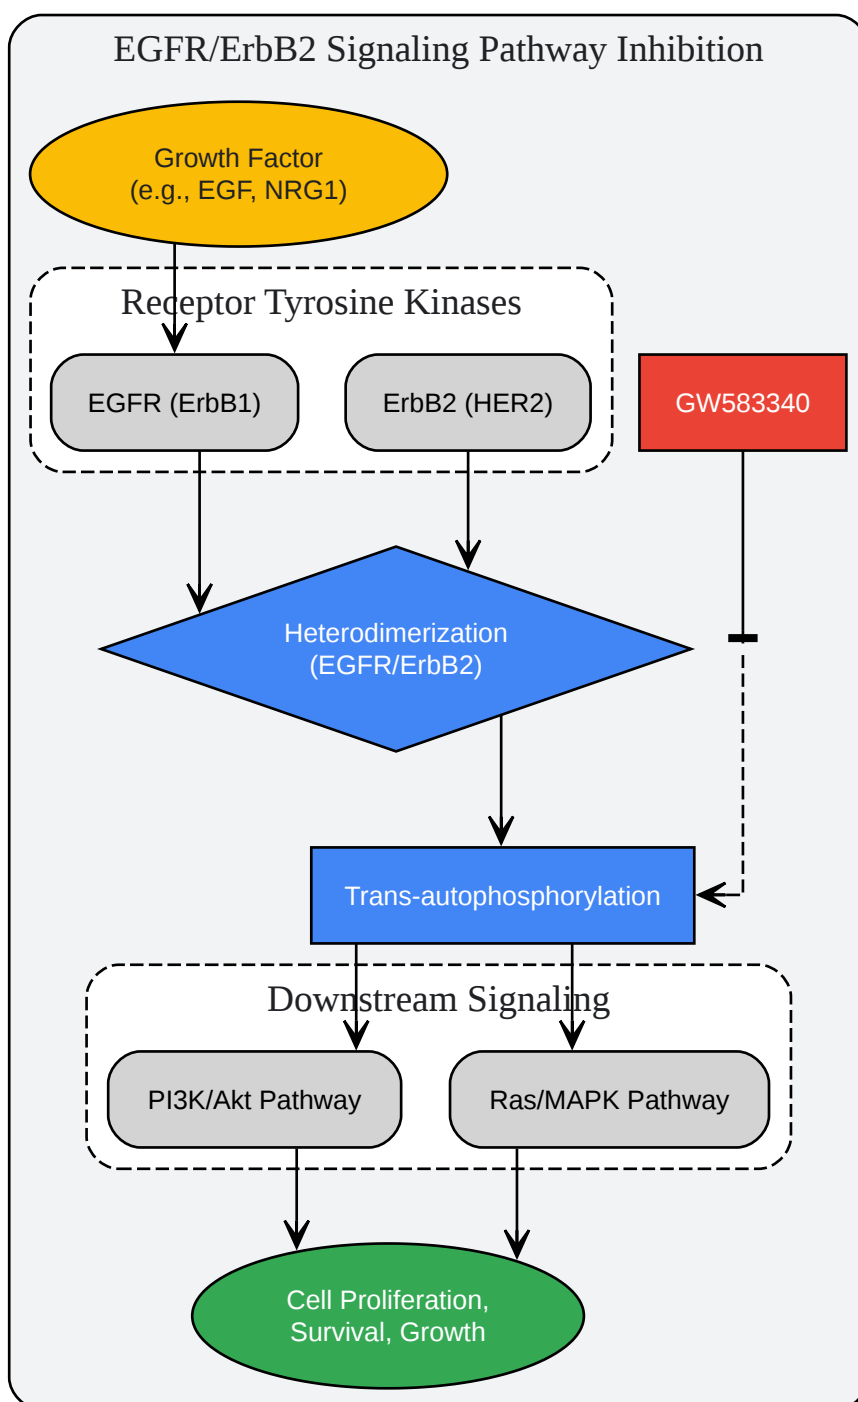 EGFR/ErbB2 Signaling Pathway Inhibition
Growth Factor
(e.g., EGF, NRG1)
Receptor Tyrosine Kinases
EGFR (ErbB1)
ErbB2 (HER2)
GW583340
Heterodimerization
(EGFR/ErbB2)
Trans-autophosphorylation
Downstream Signaling
PI3K/Akt Pathway
Ras/MAPK Pathway
Cell Proliferation,
Survival, Growth